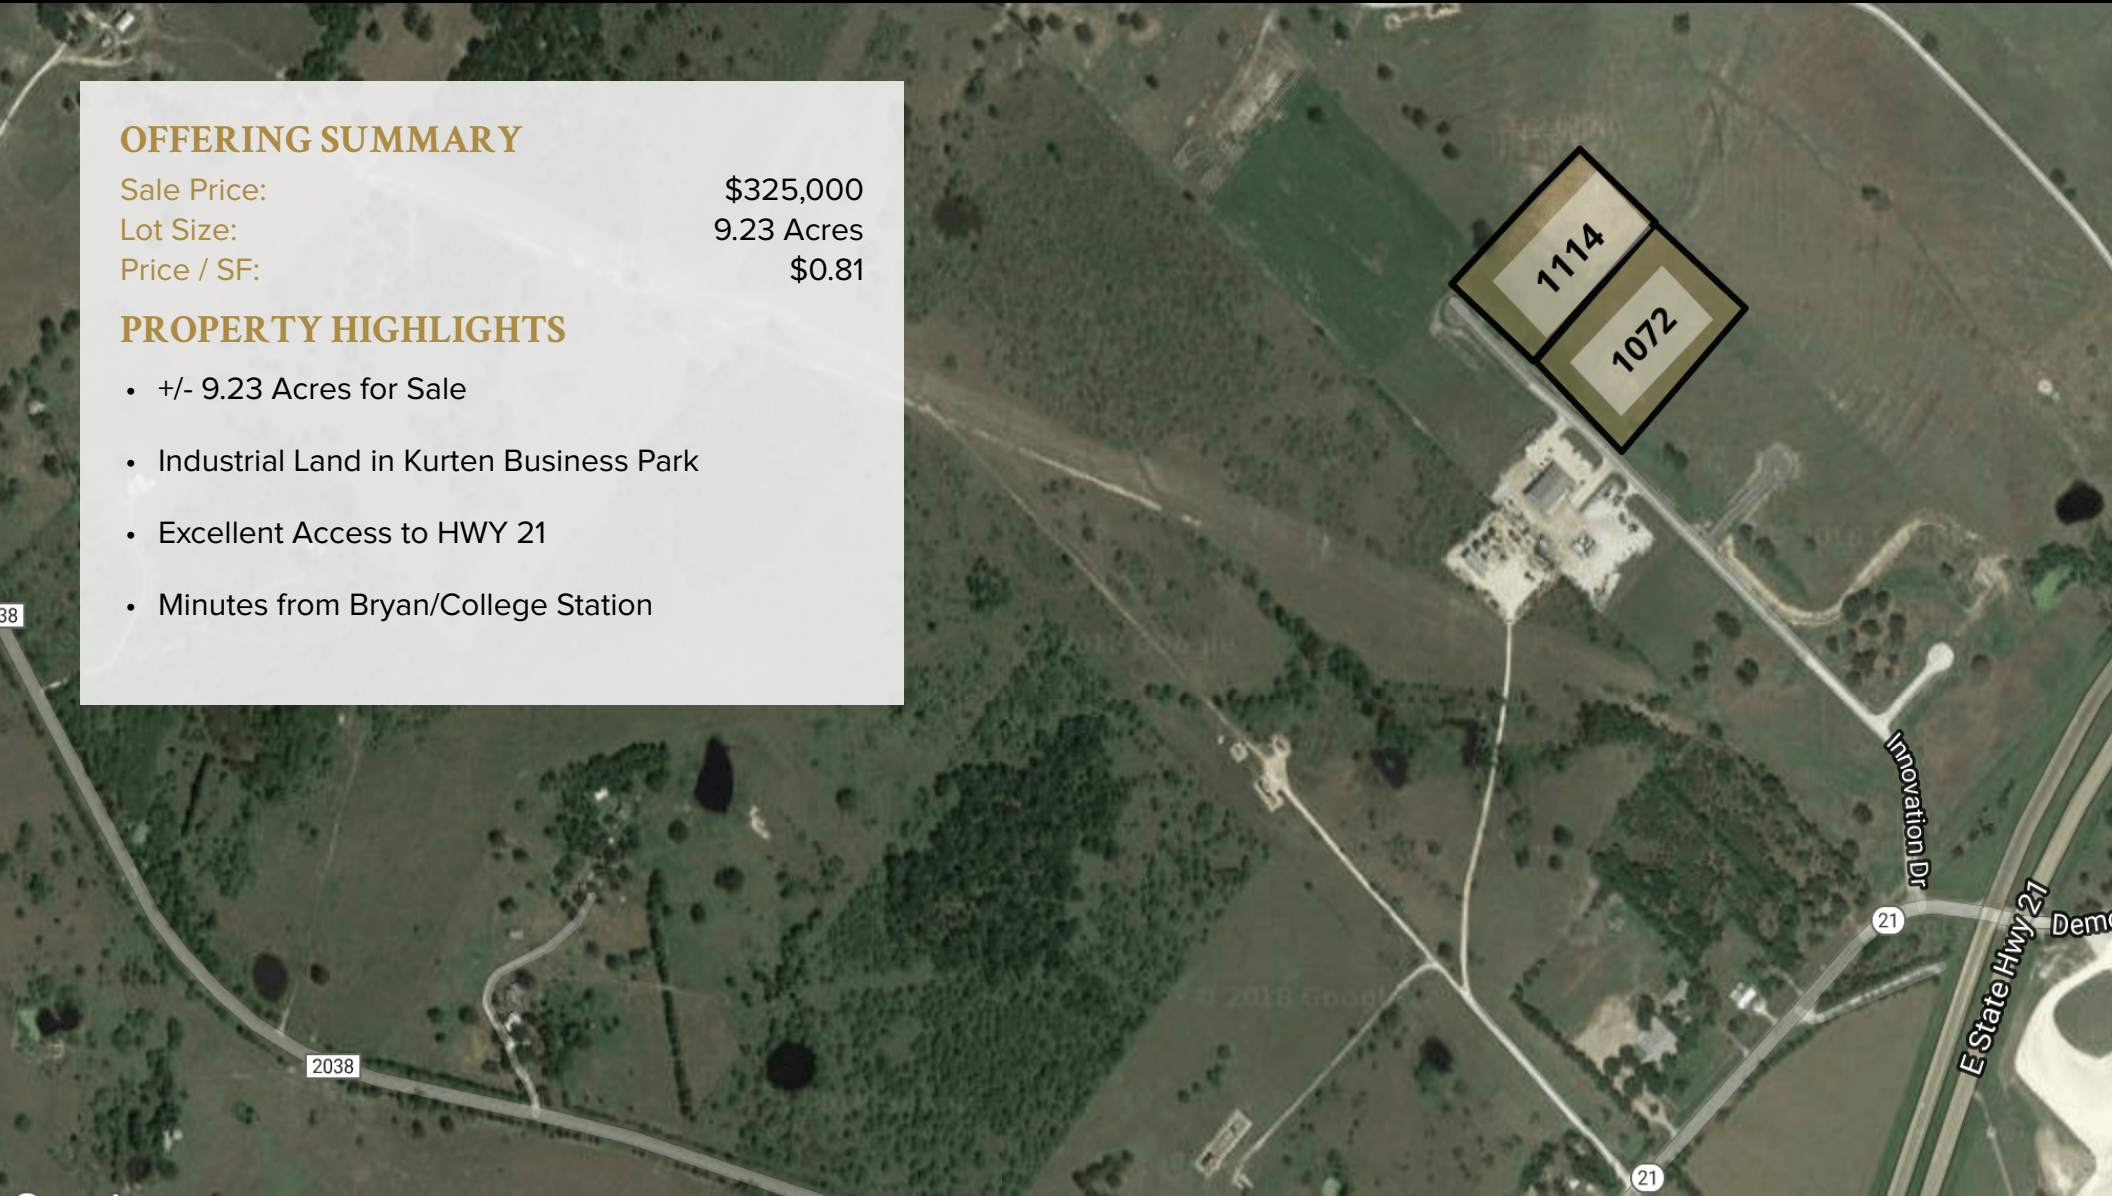 OFFERING SUMMARY
Sale Price: $325,000
Lot Size: 9.23 Acres
Price / SF: $0.81
PROPERTY HIGHLIGHTS
• +/- 9.23 Acres for Sale
• Industrial Land in Kurten Business Park
• Excellent Access to HWY 21
• Minutes from Bryan/College Station
1114
1072
38
2038
Innovation Dr
21
E State Hwy 21
Demo
21